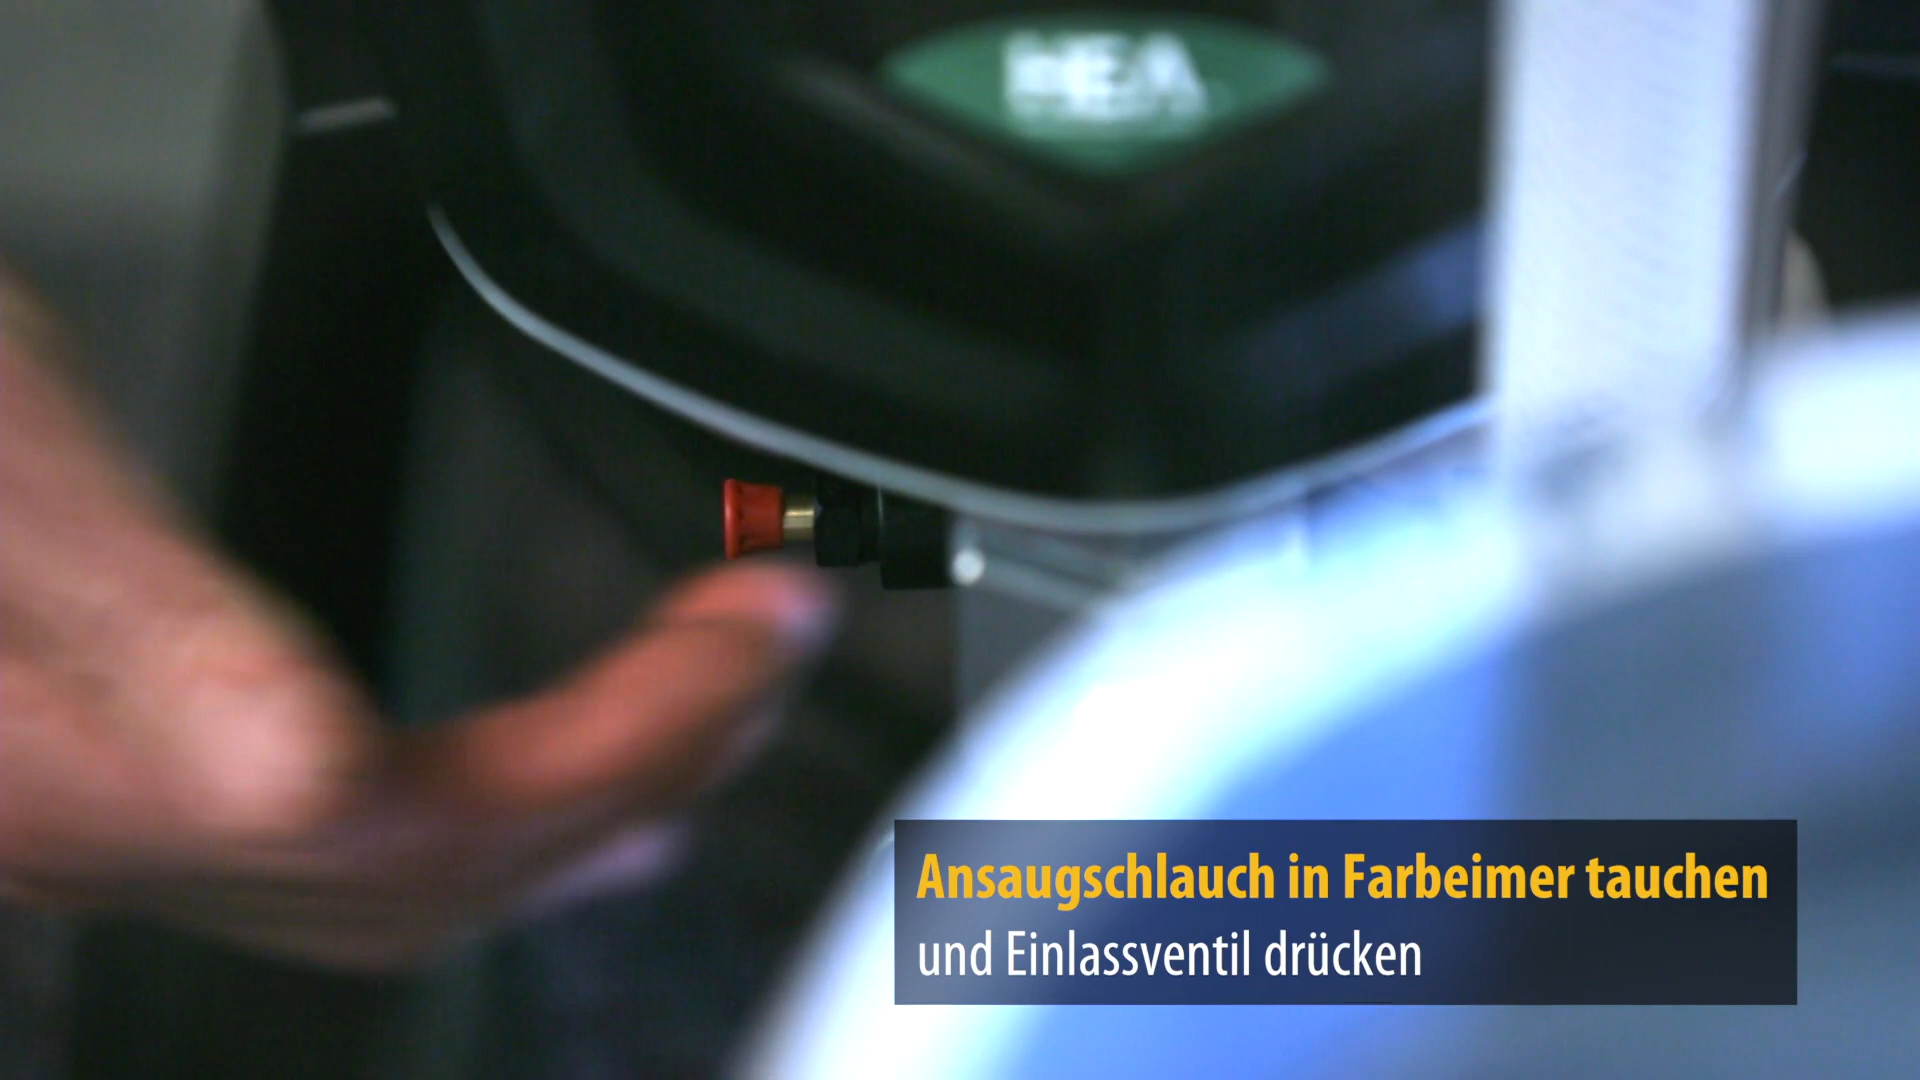 Ansaugschlauch in Farbeimer tauchen
und Einlassventil drücken